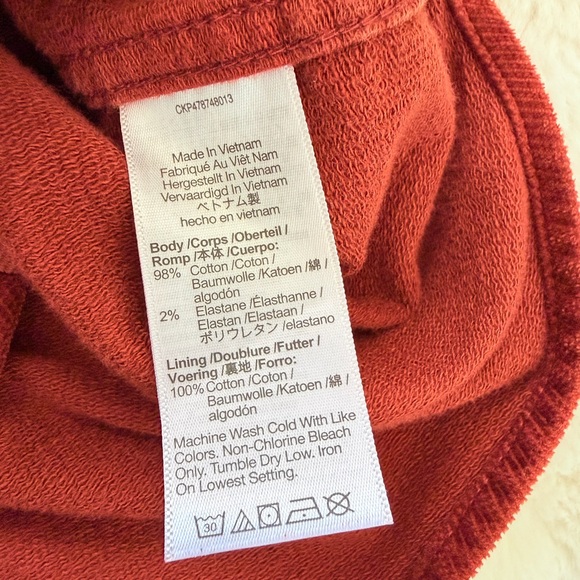 CKP478748013
Made In Vietnam
Fabriqué Au Viêt Nam
Hergestellt In Vietnam
Vervaardigd In Vietnam
ベトナム製
hecho en vietnam
Body /Corps /Oberteil /
Romp /本体 /Cuerpo:
98% Cotton /Coton /
Baumwolle /Katoen /綿 /
algodón
2% Elastane /Élasthanne /
Elastan /Elastaan /
ポリウレタン /elastano
Lining /Doublure /Futter /
Voering /裏地 /Forro:
100% Cotton /Coton /
Baumwolle /Katoen /綿 /
algodón
Machine Wash Cold With Like
Colors. Non-Chlorine Bleach
Only. Tumble Dry Low. Iron
On Lowest Setting.
30